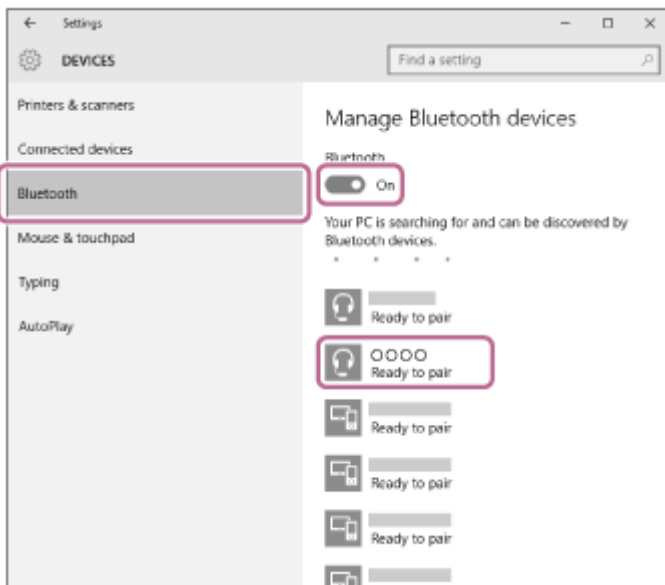 Settings
DEVICES
Find a setting
Printers & scanners
Connected devices
Bluetooth
Mouse & touchpad
Typing
AutoPlay
Manage Bluetooth devices
Bluetooth
On
Your PC is searching for and can be discovered by
Bluetooth devices.
Ready to pair
OOOO
Ready to pair
Ready to pair
Ready to pair
Ready to pair